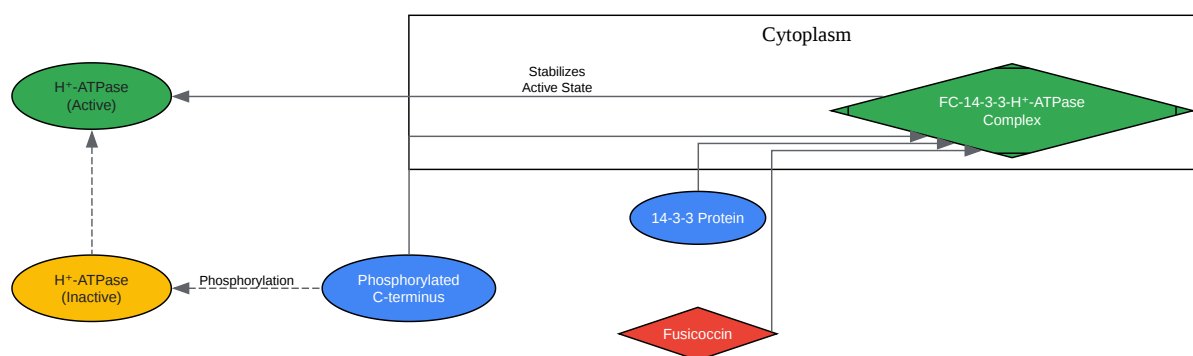 Cytoplasm
Stabilizes
Active State
H⁺-ATPase
(Active)
FC-14-3-3-H⁺-ATPase
Complex
14-3-3 Protein
H⁺-ATPase
(Inactive)
Phosphorylation
Phosphorylated
C-terminus
Fusicoccin